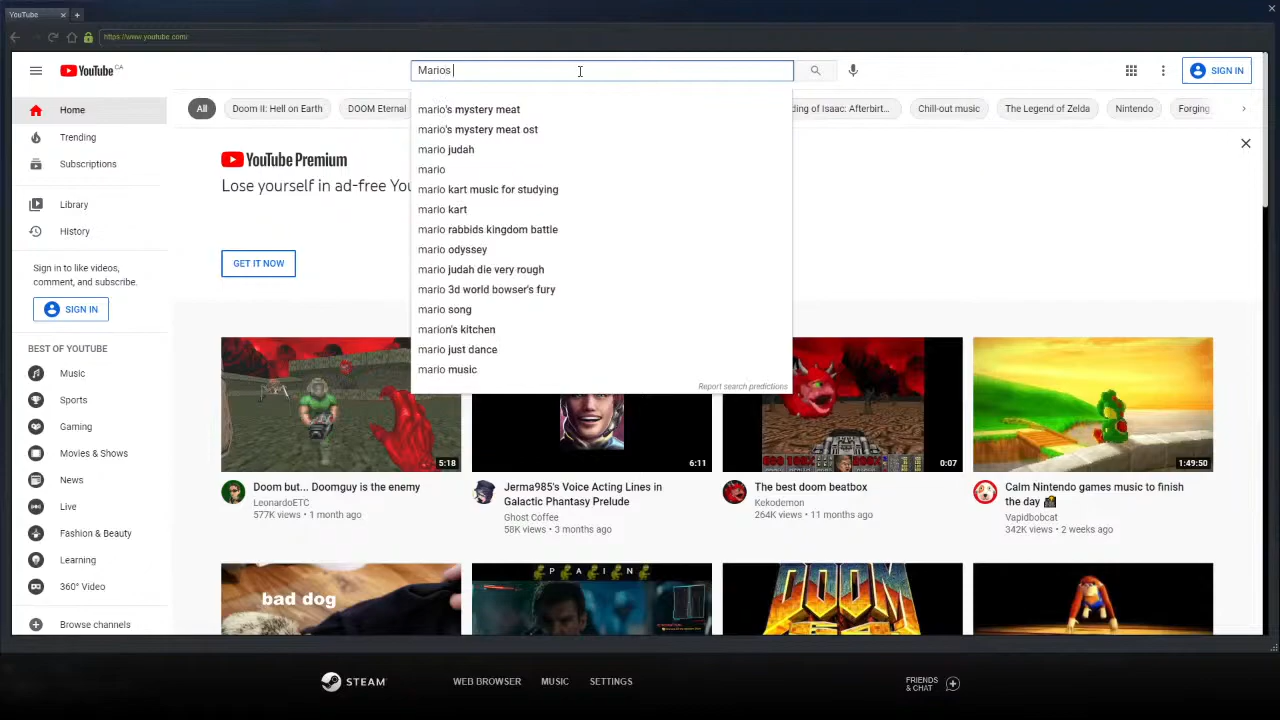 YouTube
https://www.youtube.com/
YouTube CA
Marios
SIGN IN
All
Doom II: Hell on Earth
DOOM Eternal
ding of Isaac: Afterbirt...
Chill-out music
The Legend of Zelda
Nintendo
Forging
Home
Trending
Subscriptions
Library
History
Sign in to like videos,
comment, and subscribe.
SIGN IN
BEST OF YOUTUBE
Music
Sports
Gaming
Movies & Shows
News
Live
Fashion & Beauty
Learning
360° Video
Browse channels
mario's mystery meat
mario's mystery meat ost
mario judah
mario
mario kart music for studying
mario kart
mario rabbids kingdom battle
mario odyssey
mario judah die very rough
mario 3d world bowser's fury
mario song
marion's kitchen
mario just dance
mario music
Report search predictions
YouTube Premium
Lose yourself in ad-free You
GET IT NOW
5:18
6:11
0:07
1:49:50
Doom but... Doomguy is the enemy
LeonardoETC
577K views • 1 month ago
Jerma985's Voice Acting Lines in
Galactic Phantasy Prelude
Ghost Coffee
58K views • 3 months ago
The best doom beatbox
Kekodemon
264K views • 11 months ago
Calm Nintendo games music to finish
the day
Vapidbobcat
342K views • 2 weeks ago
bad dog
P A I N
DOOM
64
STEAM
WEB BROWSER
MUSIC
SETTINGS
FRIENDS
& CHAT